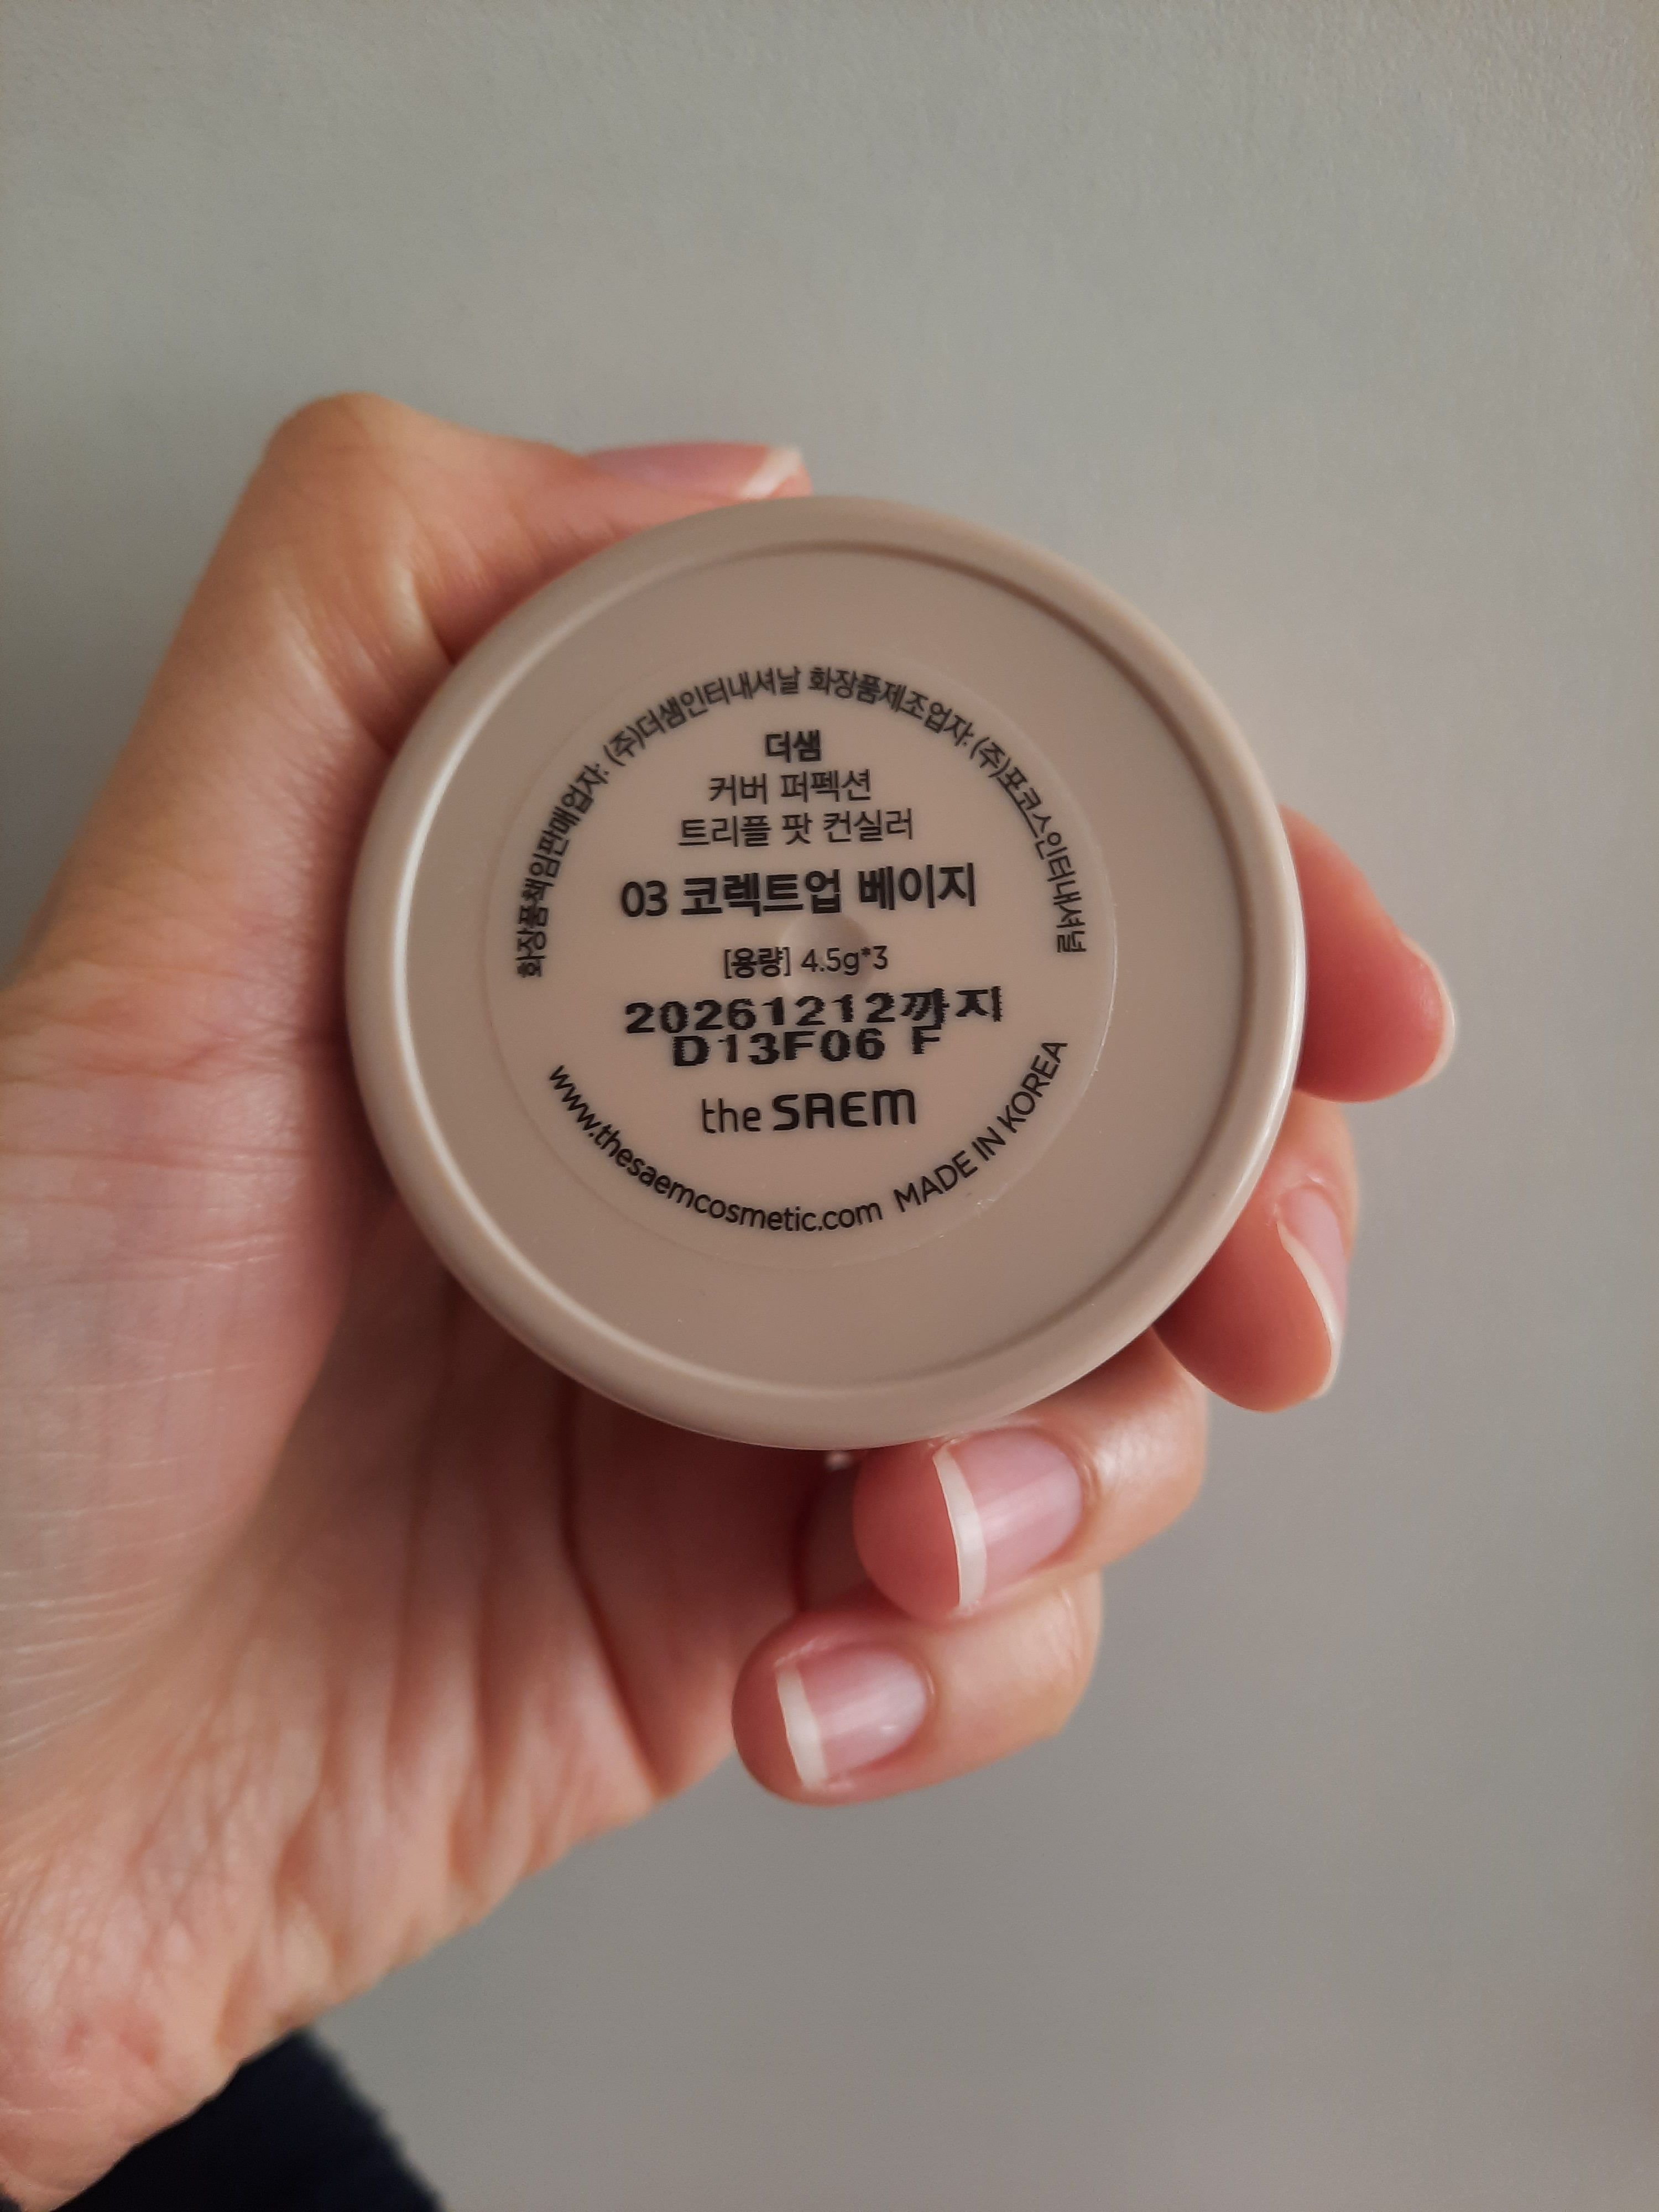 화장품책임판매업자: (주)더샘인터내셔날 화장품제조업자: (주)포코스인터내셔널
더샘
커버 퍼펙션
트리플 팟 컨실러
03 코렉트업 베이지
[용량] 4.5g*3
20261212까지
D13F06 F
the SAEM
www.thesaemcosmetic.com MADE IN KOREA